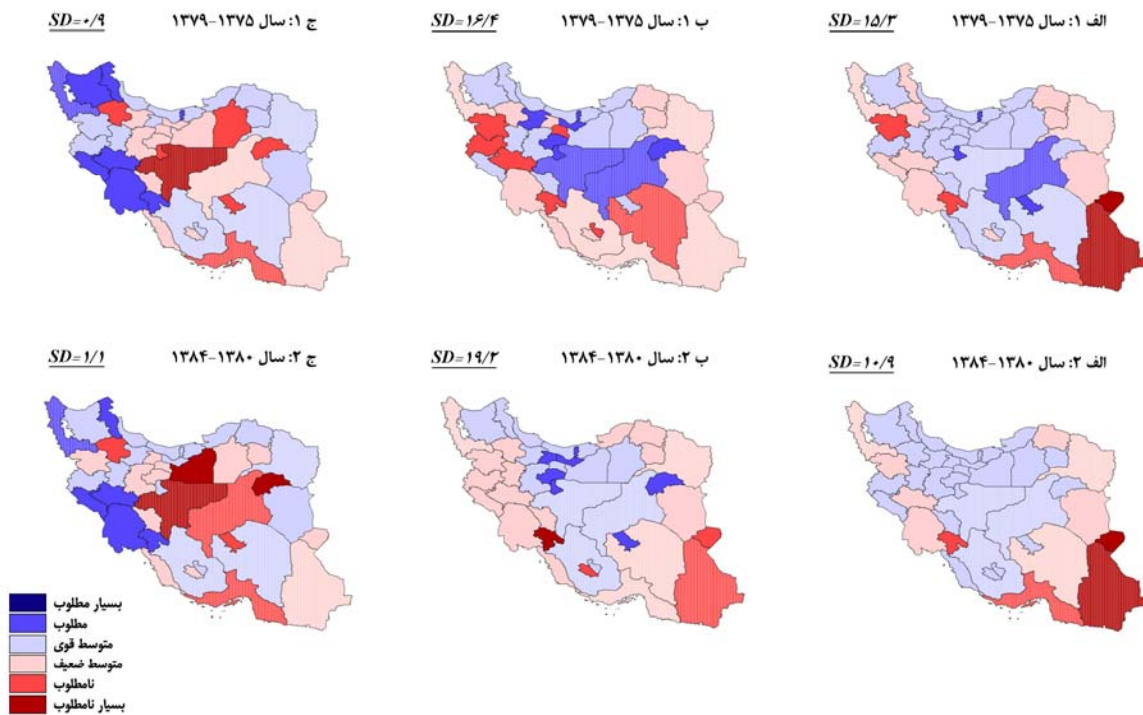 الف ۱: سال ۱۳۷۵-۱۳۷۹
SD=۱۵/۳
ب ۱: سال ۱۳۷۵-۱۳۷۹
SD=۱۶/۴
ج ۱: سال ۱۳۷۵-۱۳۷۹
SD=۰/۹
الف ۲: سال ۱۳۸۰-۱۳۸۴
SD=۱۰/۹
ب ۲: سال ۱۳۸۰-۱۳۸۴
SD=۱۹/۲
ج ۲: سال ۱۳۸۰-۱۳۸۴
SD=۱/۱
بسیار مطلوب
مطلوب
متوسط قوی
متوسط ضعیف
نامطلوب
بسیار نامطلوب